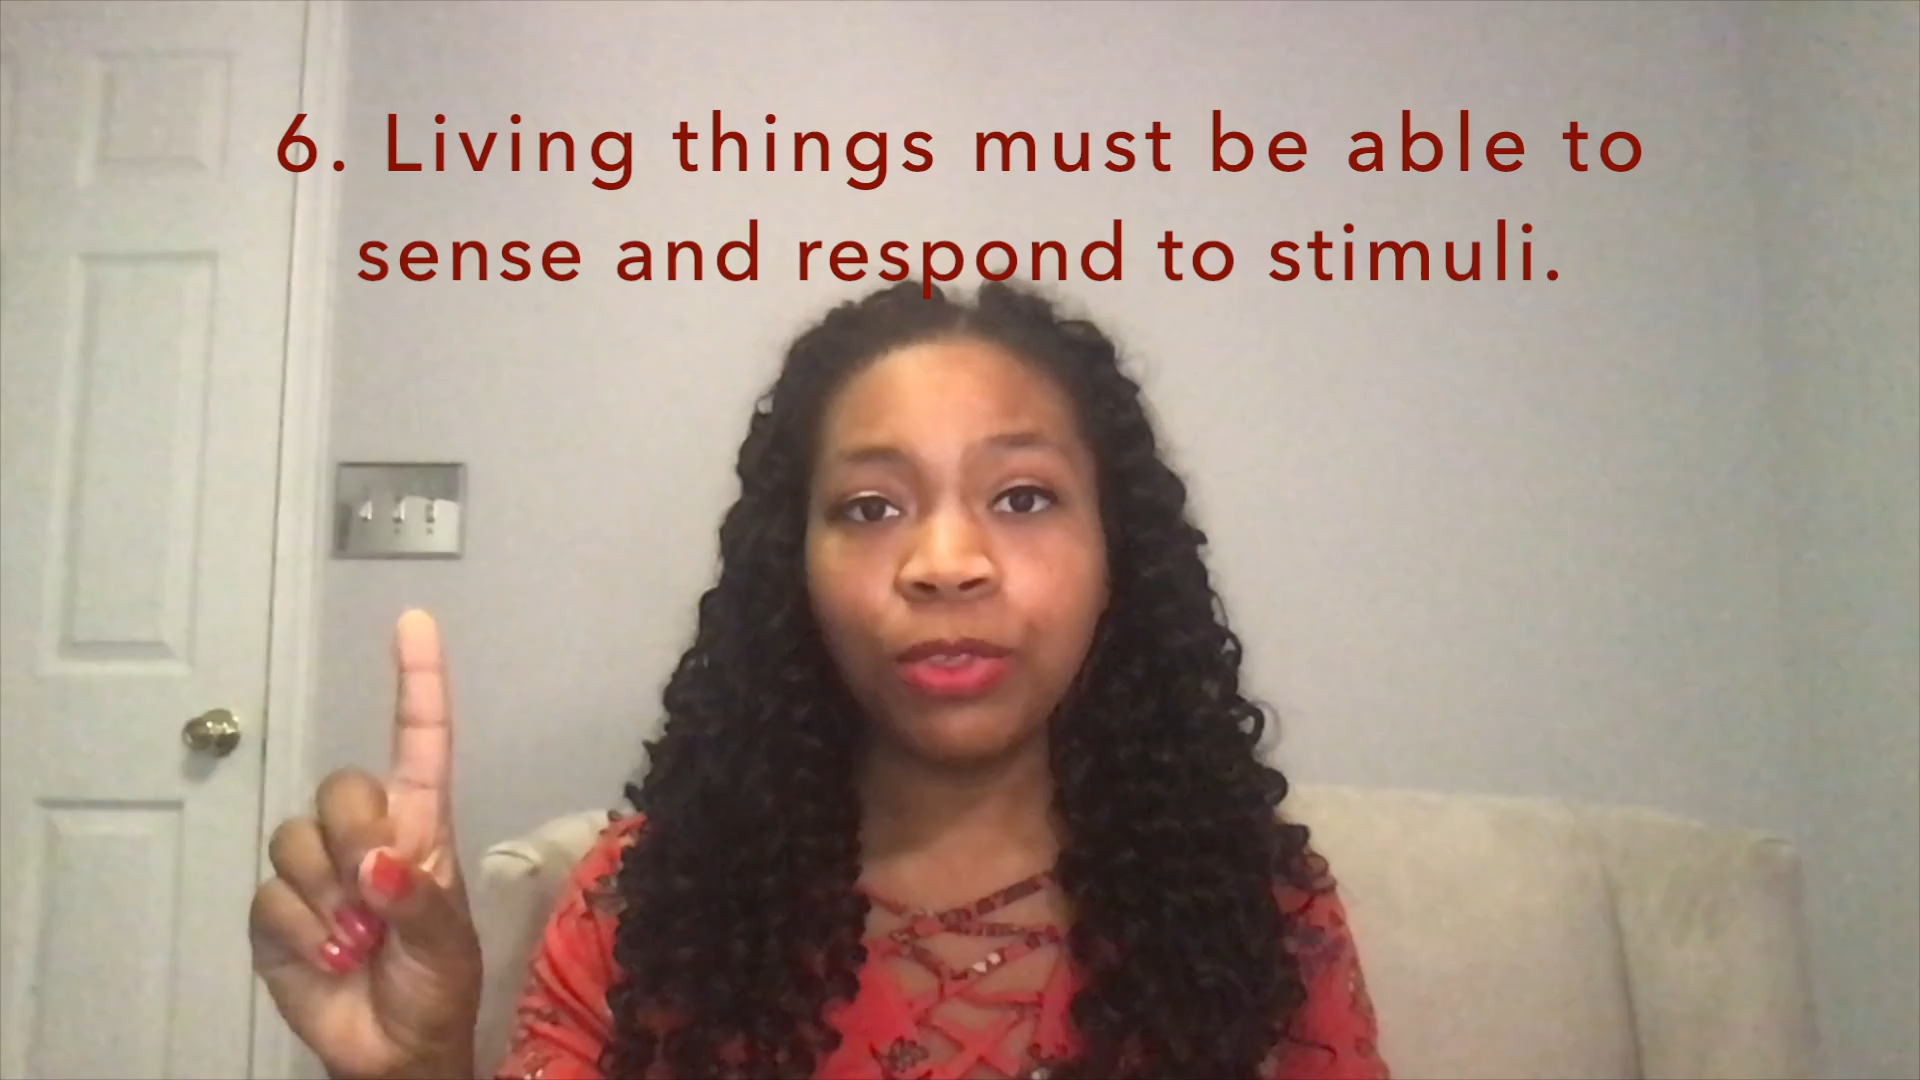 6. Living things must be able to
sense and respond to stimuli.